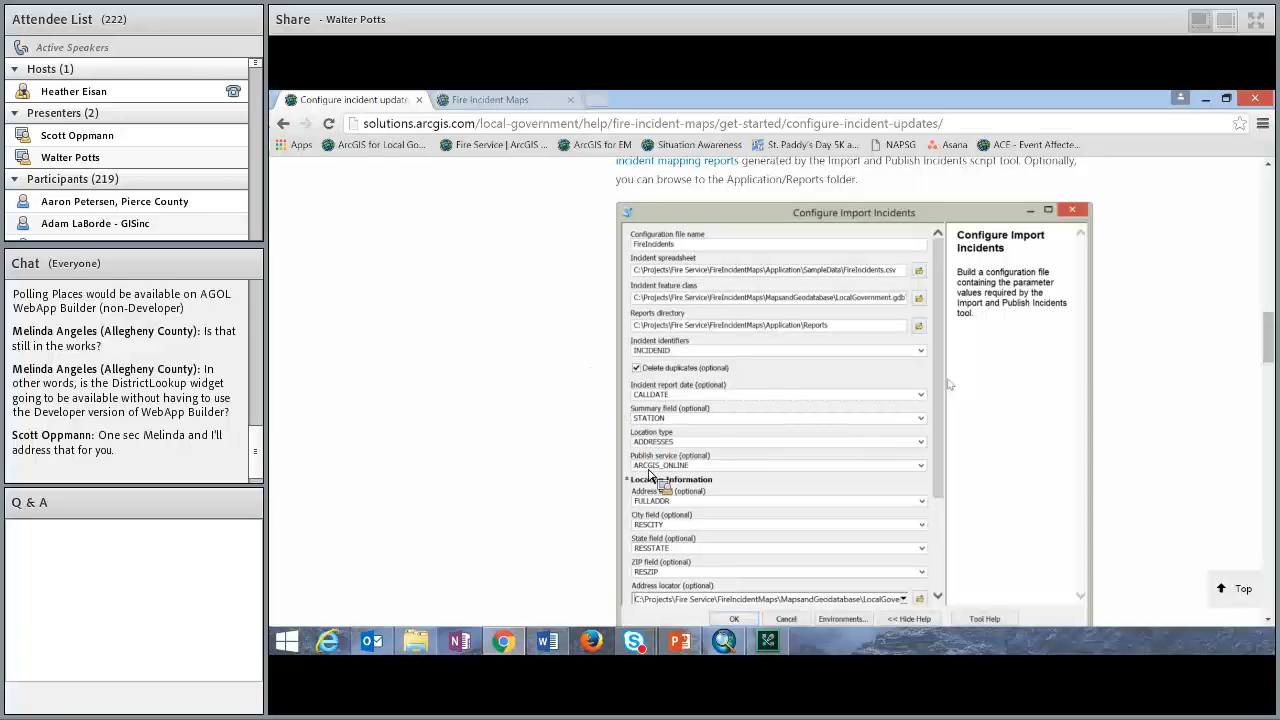 Attendee List (222)
Active Speakers
Hosts (1)
Heather Eisan
Presenters (2)
Scott Oppmann
Walter Potts
Participants (219)
Aaron Petersen, Pierce County
Adam LaBorde - GISinc
Chat (Everyone)
Polling Places would be available on AGOL
WebApp Builder (non-Developer)
Melinda Angeles (Allegheny County): Is that
still in the works?
Melinda Angeles (Allegheny County): In
other words, is the DistrictLookup widget
going to be available without having to use
the Developer version of WebApp Builder?
Scott Oppmann: One sec Melinda and I'll
address that for you.
Q & A
Share - Walter Potts
Configure incident updat
Fire Incident Maps
solutions.arcgis.com/local-government/help/fire-incident-maps/get-started/configure-incident-updates/
Apps
ArcGIS for Local Go...
Fire Service | ArcGIS ...
ArcGIS for EM
Situation Awareness
St. Paddy's Day 5K a...
NAPSG
Asana
ACE - Event Affecte...
incident mapping reports generated by the Import and Publish Incidents script tool. Optionally,
you can browse to the Application/Reports folder.
Configure Import Incidents
Configuration file name
FireIncidents
Incident spreadsheet
C:\Projects\Fire Service\FireIncidentMaps\Application\SampleData\FireIncidents.csv
Incident feature class
C:\Projects\Fire Service\FireIncidentMaps\MapsandGeodatabase\LocalGovernment.gdb
Reports directory
C:\Projects\Fire Service\FireIncidentMaps\Application\Reports
Incident identifiers
INCIDENID
Delete duplicates (optional)
Incident report date (optional)
CALLDATE
Summary field (optional)
STATION
Location type
ADDRESSES
Publish service (optional)
ARCGIS_ONLINE
Information
(optional)
FULLADDR
City field (optional)
RESCITY
State field (optional)
RESSTATE
ZIP field (optional)
RESZIP
Address locator (optional)
C:\Projects\Fire Service\FireIncidentMaps\MapsandGeodatabase\LocalGove
OK
Cancel
Environments...
<< Hide Help
Tool Help
Configure Import
Incidents
Build a configuration file
containing the parameter
values required by the
Import and Publish Incidents
tool.
Top